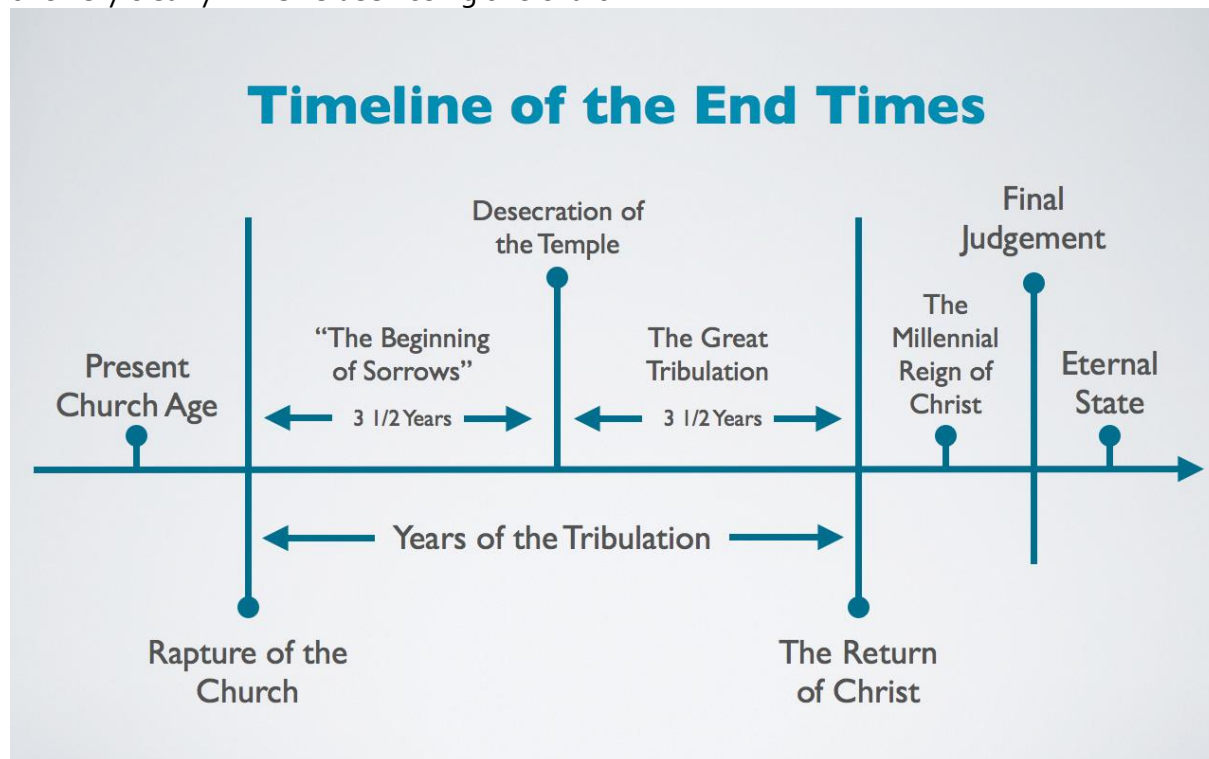 Timeline of the End Times
Desecration of
the Temple
Final
Judgement
"The Beginning
of Sorrows"
3 1/2 Years
The Great
Tribulation
3 1/2 Years
The
Millennial
Reign of
Christ
Present
Church Age
Eternal
State
Years of the Tribulation
Rapture of the
Church
The Return
of Christ